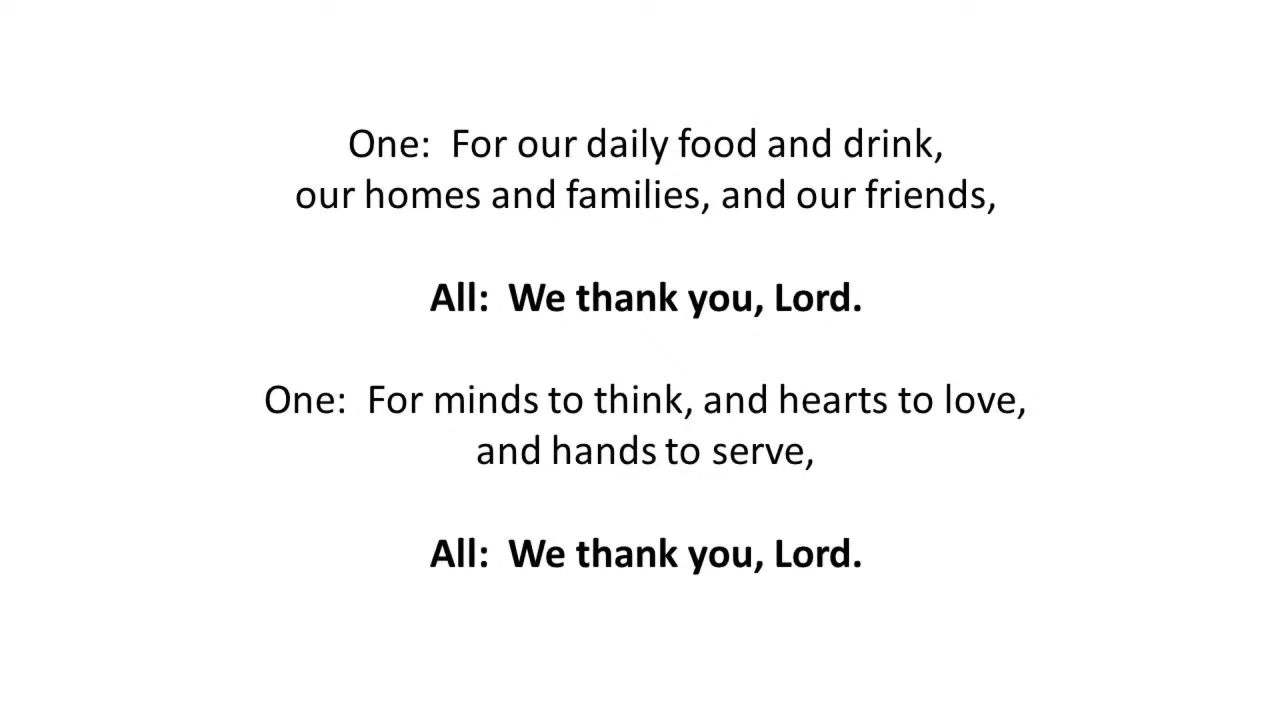 One:  For our daily food and drink,
our homes and families, and our friends,
All:  We thank you, Lord.
One:  For minds to think, and hearts to love,
and hands to serve,
All:  We thank you, Lord.